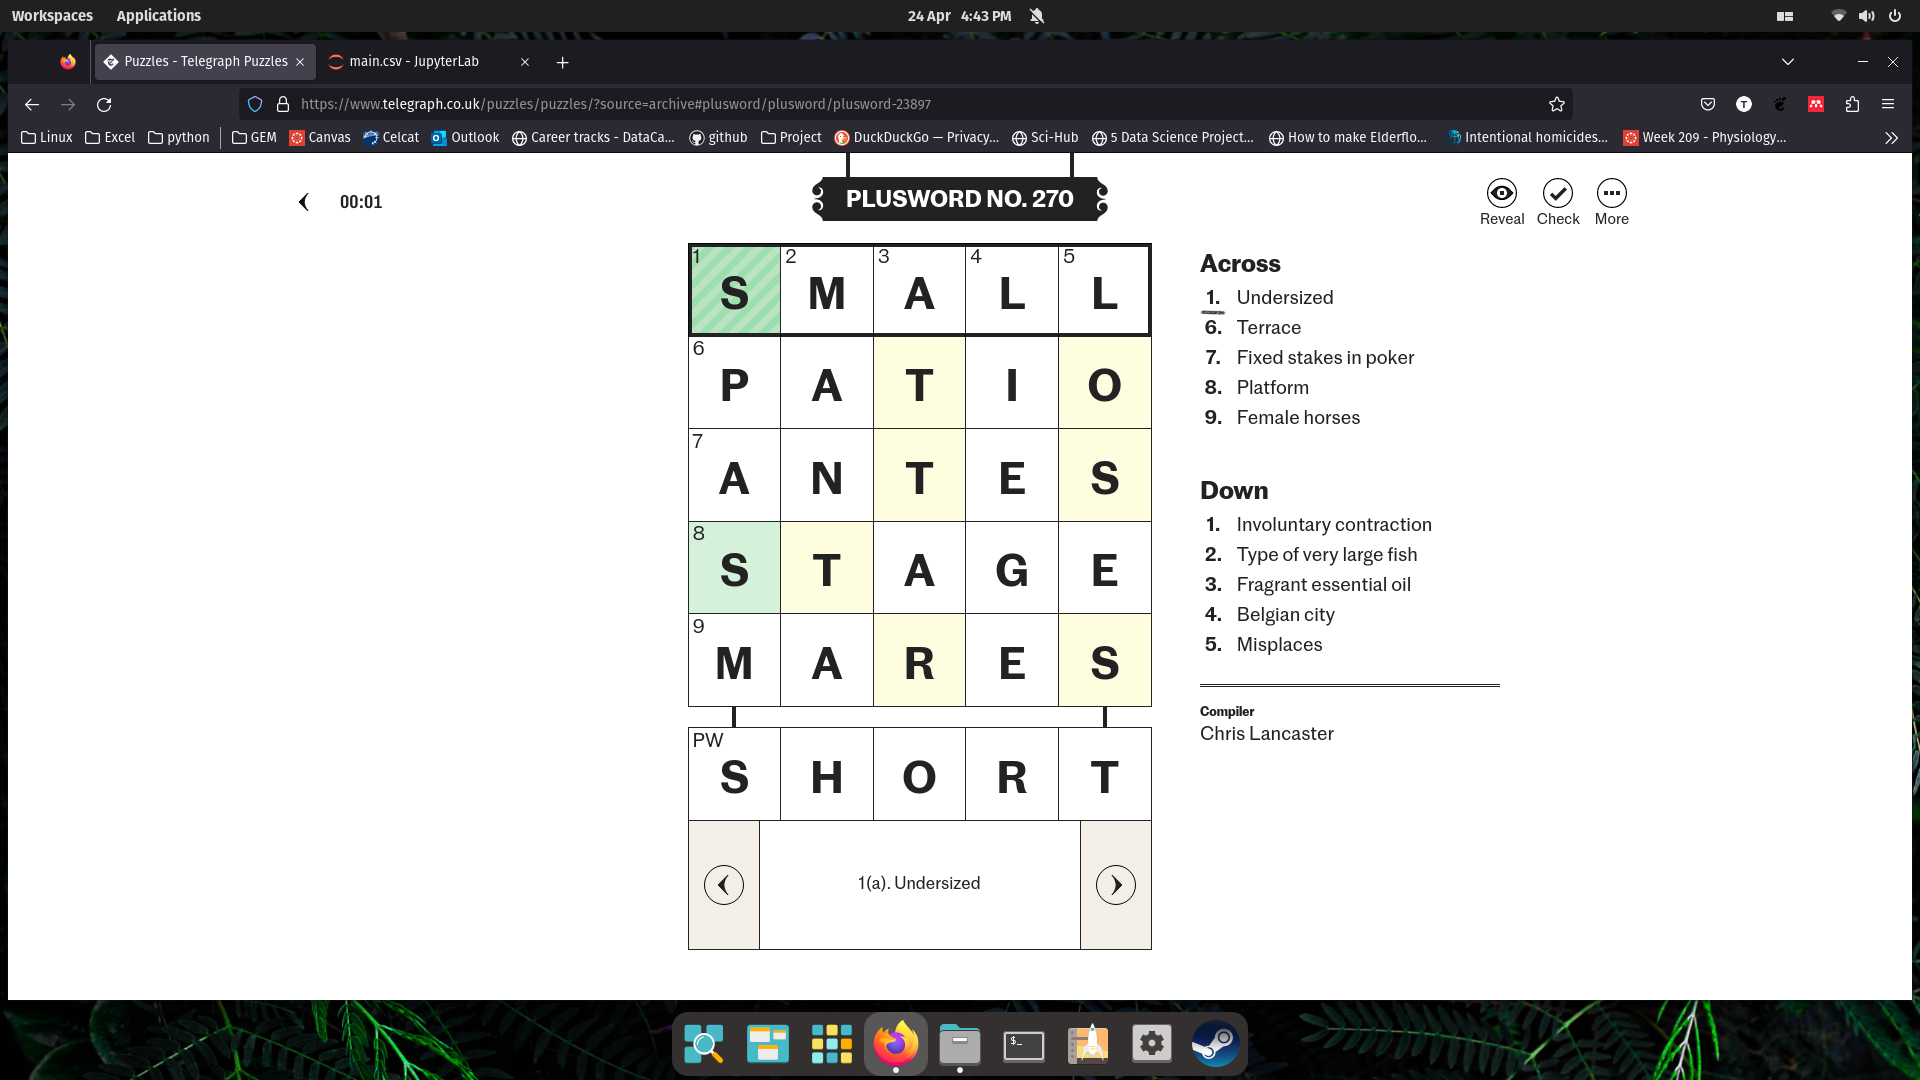 Workspaces Applications 24 Apr 4:43 PM
Puzzles - Telegraph Puzzles main.csv - JupyterLab
https://www.telegraph.co.uk/puzzles/puzzles/?source=archive#plusword/plusword/plusword-23897
Linux Excel python GEM Canvas Celcat Outlook Career tracks - DataCa... github Project DuckDuckGo — Privacy... Sci-Hub 5 Data Science Project... How to make Elderflo... Intentional homicides... Week 209 - Physiology...
00:01
PLUSWORD NO. 270
Reveal Check More
1 S 2 M 3 A 4 L 5 L
6 P A T I O
7 A N T E S
8 S T A G E
9 M A R E S
PW S H O R T
1(a). Undersized
Across
1. Undersized
6. Terrace
7. Fixed stakes in poker
8. Platform
9. Female horses
Down
1. Involuntary contraction
2. Type of very large fish
3. Fragrant essential oil
4. Belgian city
5. Misplaces
Compiler
Chris Lancaster
$_